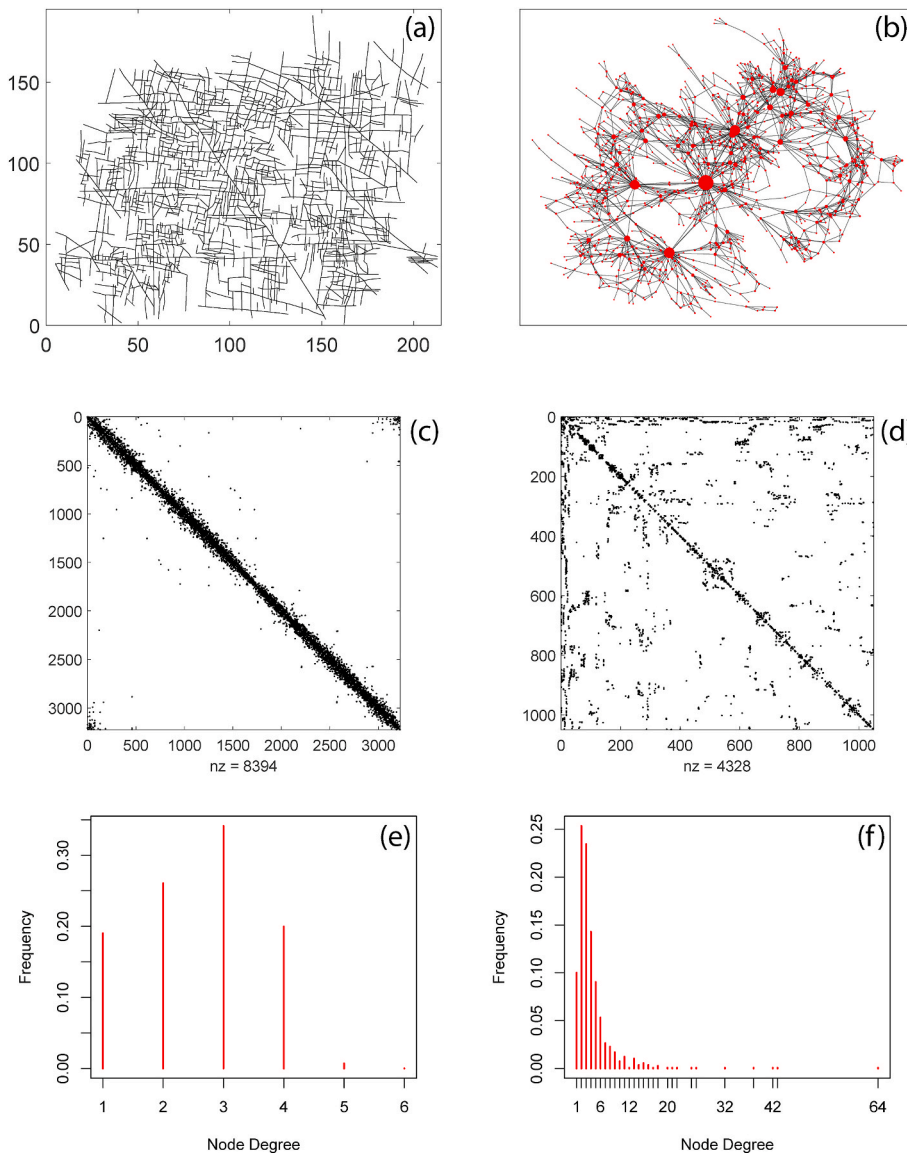 (a)
150
100
50
0
0 50 100 150 200
(b)
(c)
0
500
1000
1500
2000
2500
3000
0 500 1000 1500 2000 2500 3000
nz = 8394
(d)
0
200
400
600
800
1000
0 200 400 600 800 1000
nz = 4328
(e)
Frequency
0.30
0.20
0.10
0.00
1 2 3 4 5 6
Node Degree
(f)
Frequency
0.25
0.20
0.15
0.10
0.05
0.00
1 6 12 20 32 42 64
Node Degree